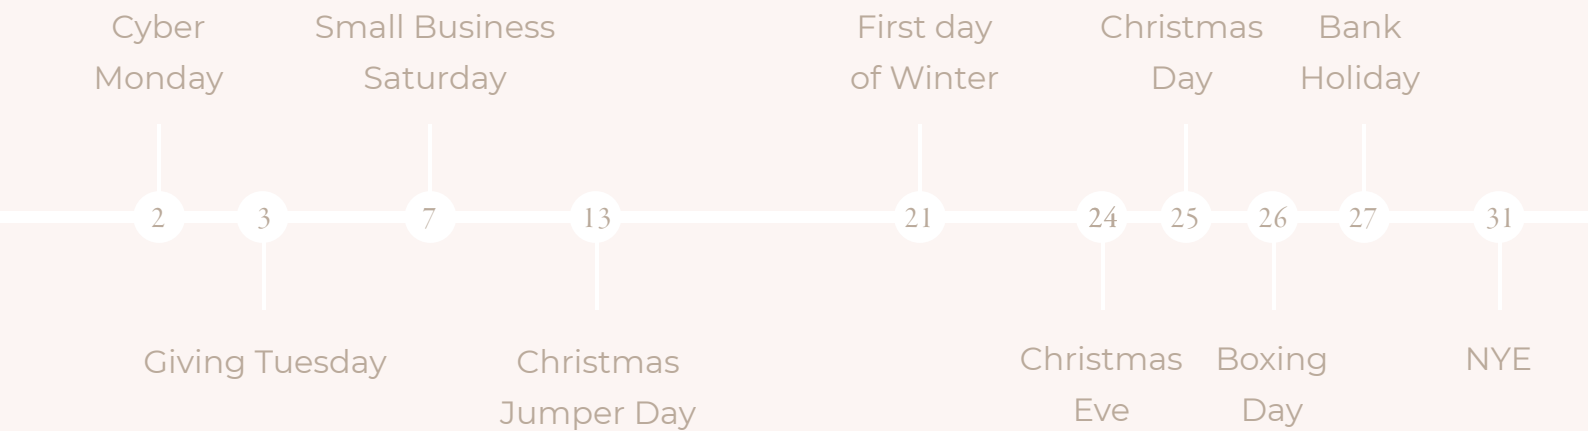 Cyber
Monday
Small Business
Saturday
First day
of Winter
Christmas
Day
Bank
Holiday
2
3
7
13
21
24
25
26
27
31
Giving Tuesday
Christmas
Jumper Day
Christmas
Eve
Boxing
Day
NYE